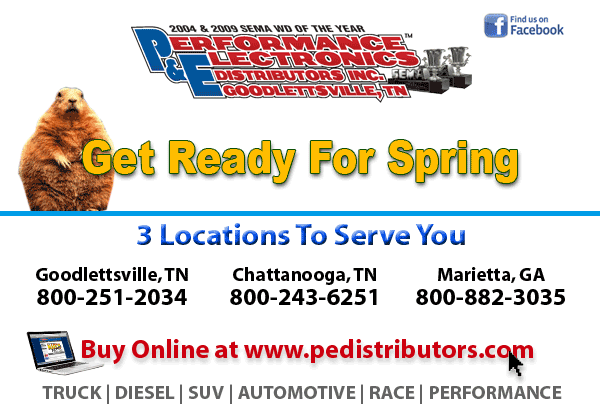 2004 & 2009 SEMA WD OF THE YEAR
Find us on
Facebook
PERFORMANCE™
& ELECTRONICS
DISTRIBUTORS INC.
GOODLETTSVILLE, TN
SEMA
Get Ready For Spring
3 Locations To Serve You
Goodlettsville, TN Chattanooga, TN Marietta, GA
800-251-2034 800-243-6251 800-882-3035
Buy Online at www.pedistributors.com
TRUCK | DIESEL | SUV | AUTOMOTIVE | RACE | PERFORMANCE